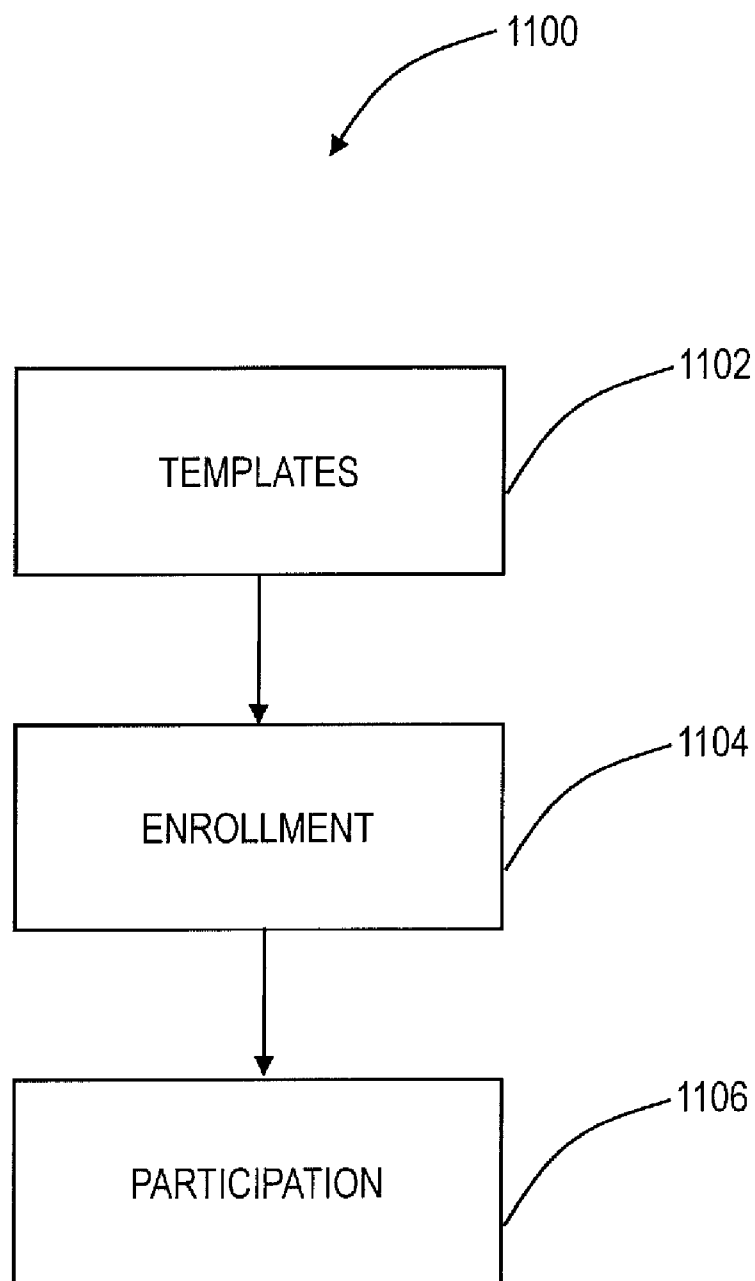 1100
1102
TEMPLATES
1104
ENROLLMENT
1106
PARTICIPATION